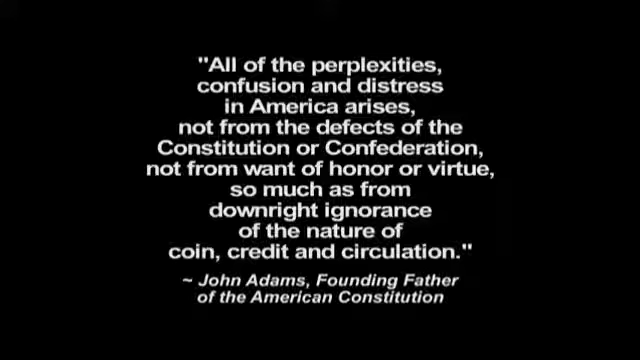 "All of the perplexities,
confusion and distress
in America arises,
not from the defects of the
Constitution or Confederation,
not from want of honor or virtue,
so much as from
downright ignorance
of the nature of
coin, credit and circulation."
~ John Adams, Founding Father
of the American Constitution